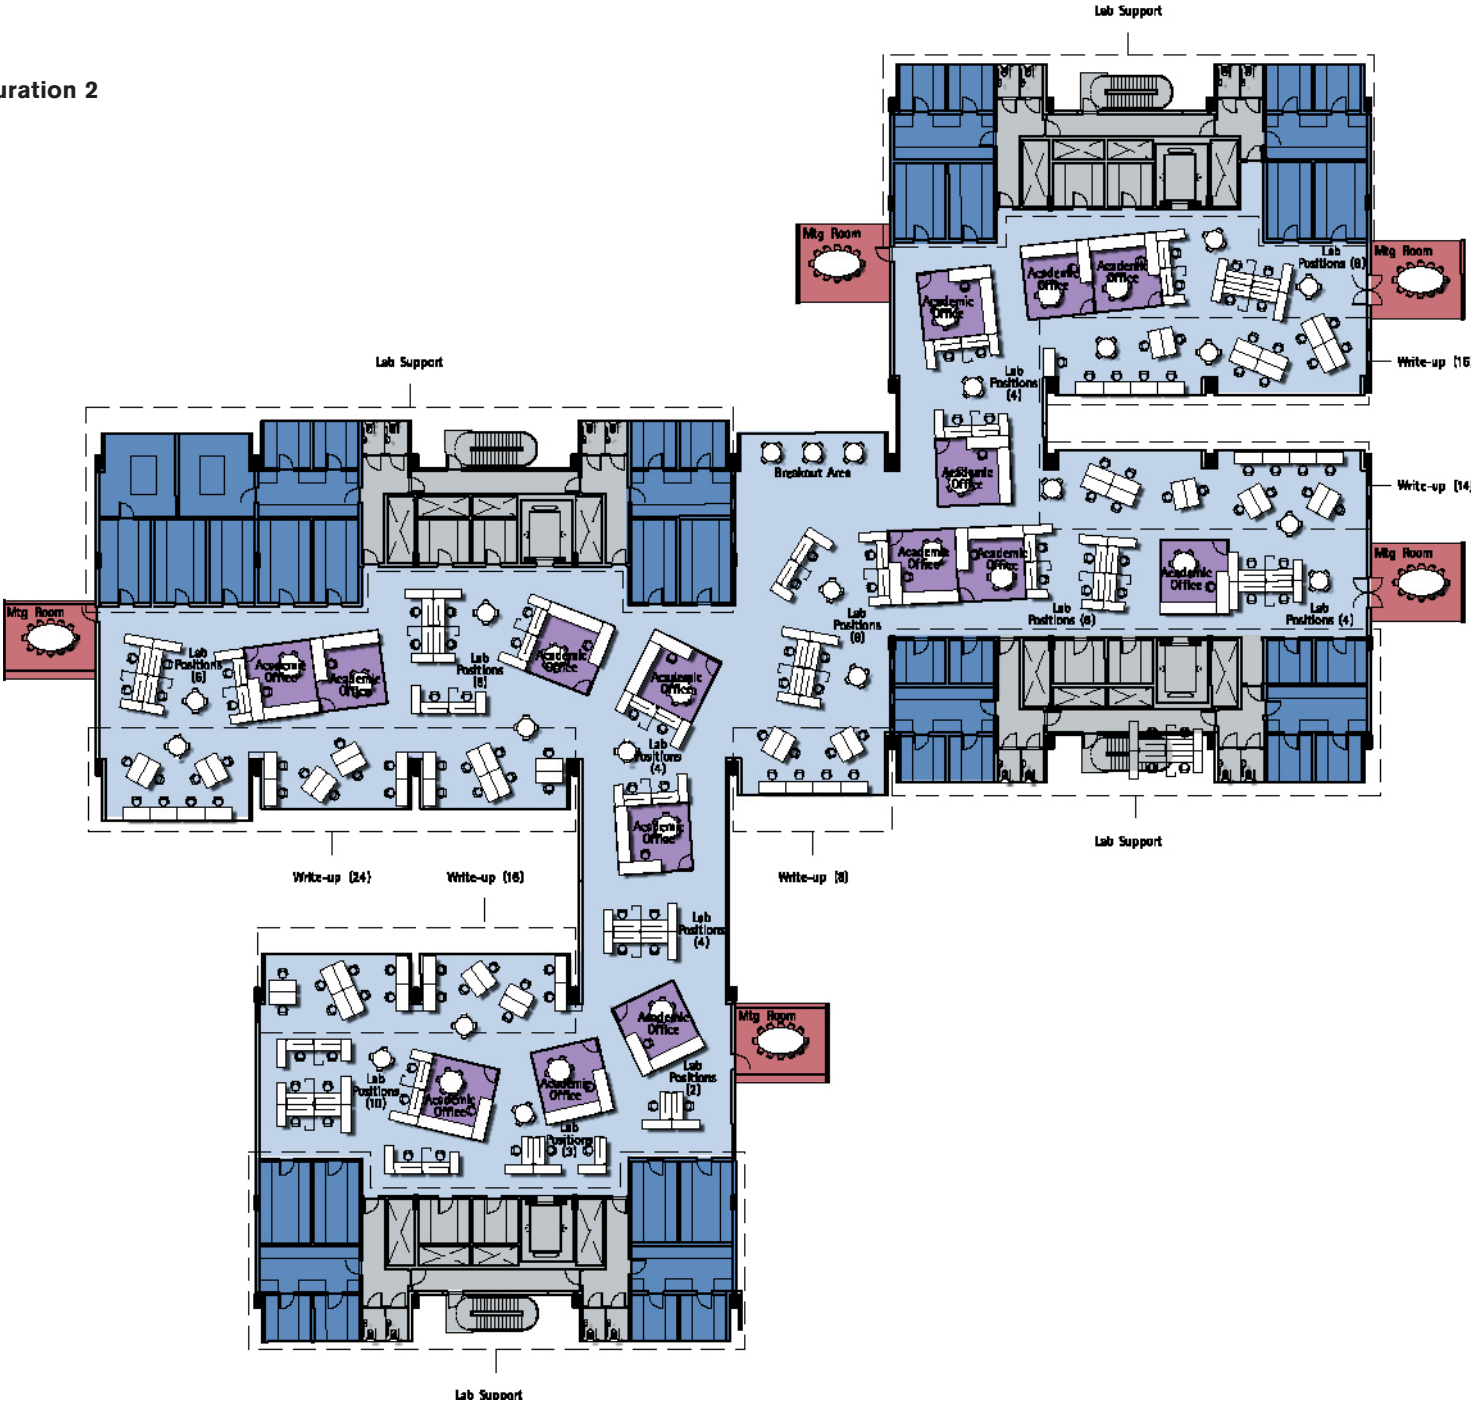 Lab Support
uration 2
Mtg Room
Lab
Positions (8)
Mtg Room
Academic
Office
Academic
Office
Academic
Office
Lab Support
Write-up (16
Lab
Positions
(4)
Breakout Area
Academic
Office
Write-up (14)
Academic
Office
Academic
Office
Academic
Office
Mtg Room
Mtg Room
Lab
Positions
(8)
Lab
Positions (6)
Lab
Positions (4)
Lab
Positions
(6)
Academic
Office
Academic
Office
Lab
Positions
(8)
Academic
Office
Academic
Office
Lab
Positions
(4)
Academic
Office
Lab Support
Write-up (24)
Write-up (16)
Write-up (8)
Lab
Positions
(4)
Academic
Office
Mtg Room
Lab
Positions
(10)
Academic
Office
Academic
Office
Lab
Positions
(2)
Lab
Positions
(3)
Lab Support